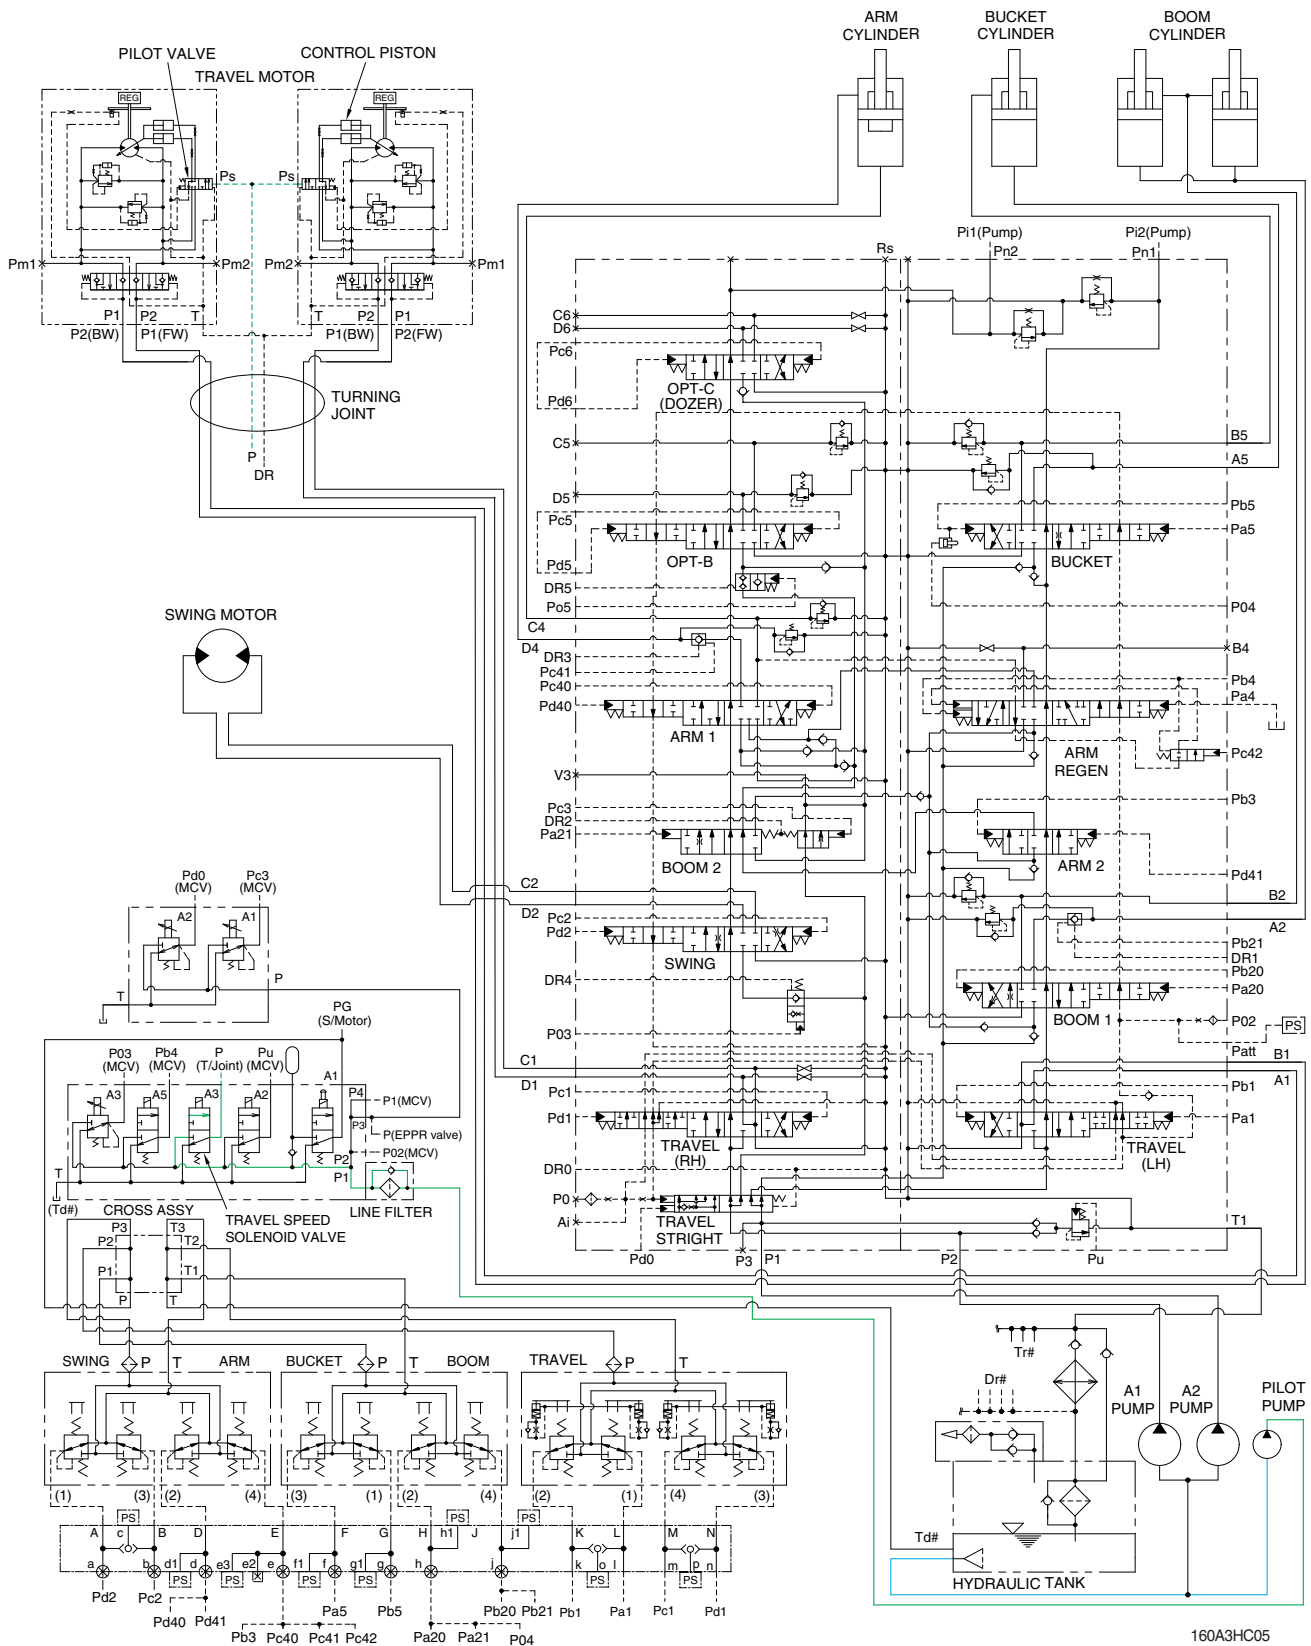 ARM
CYLINDER
BUCKET
CYLINDER
BOOM
CYLINDER
PILOT VALVE
CONTROL PISTON
TRAVEL MOTOR
REG
REG
Ps
Ps
Pm1
Pm2
Pm2
Pm1
P1
P2
T
T
P2
P1
P2(BW)
P1(FW)
P1(BW)
P2(FW)
TURNING
JOINT
P
DR
Rs
Pi1(Pump)
Pn2
Pi2(Pump)
Pn1
C6
D6
Pc6
Pd6
OPT-C
(DOZER)
C5
B5
A5
D5
Pc5
Pb5
Pa5
Pd5
OPT-B
BUCKET
DR5
Po5
P04
SWING MOTOR
C4
D4
DR3
Pc41
Pc40
Pd40
B4
Pb4
Pa4
ARM 1
ARM
REGEN
Pc42
V3
Pc3
DR2
Pa21
Pb3
BOOM 2
ARM 2
Pd41
C2
D2
B2
A2
Pc2
Pd2
SWING
Pb21
DR1
Pb20
Pa20
DR4
BOOM 1
P03
P02
PS
Patt
C1
D1
B1
A1
Pc1
Pd1
Pb1
Pa1
TRAVEL
(RH)
TRAVEL
(LH)
DR0
P0
Ai
TRAVEL
STRIGHT
Pd0
P3
P1
P2
Pu
T1
Pd0
(MCV)
Pc3
(MCV)
A2
A1
P
T
PG
(S/Motor)
P03
(MCV)
Pb4
(MCV)
P
(T/Joint)
Pu
(MCV)
A1
A3
A5
A3
A2
P4
P1(MCV)
P3
P(EPPR valve)
P02(MCV)
P2
P1
T
(Td#)
LINE FILTER
TRAVEL SPEED
SOLENOID VALVE
CROSS ASSY
P3
T3
P2
T2
P1
T1
P
T
SWING
P
T
ARM
BUCKET
P
T
BOOM
TRAVEL
P
T
(1)
(3)
(2)
(4)
(3)
(1)
(2)
(4)
(2)
(1)
(4)
(3)
PS
PS
PS
A
c
B
D
E
F
G
H
h1
J
j1
K
L
M
N
a
b
d1
d
e3
e2
e
f1
f
g1
g
h
j
k
o
l
m
p
n
PS
PS
PS
PS
PS
PS
Pd2
Pc2
Pd40
Pd41
Pb3
Pc40
Pc41
Pc42
Pa5
Pb5
Pa20
Pa21
P04
Pb20
Pb21
Pb1
Pa1
Pc1
Pd1
Tr#
Dr#
Td#
A1
PUMP
A2
PUMP
PILOT
PUMP
HYDRAULIC TANK
160A3HC05